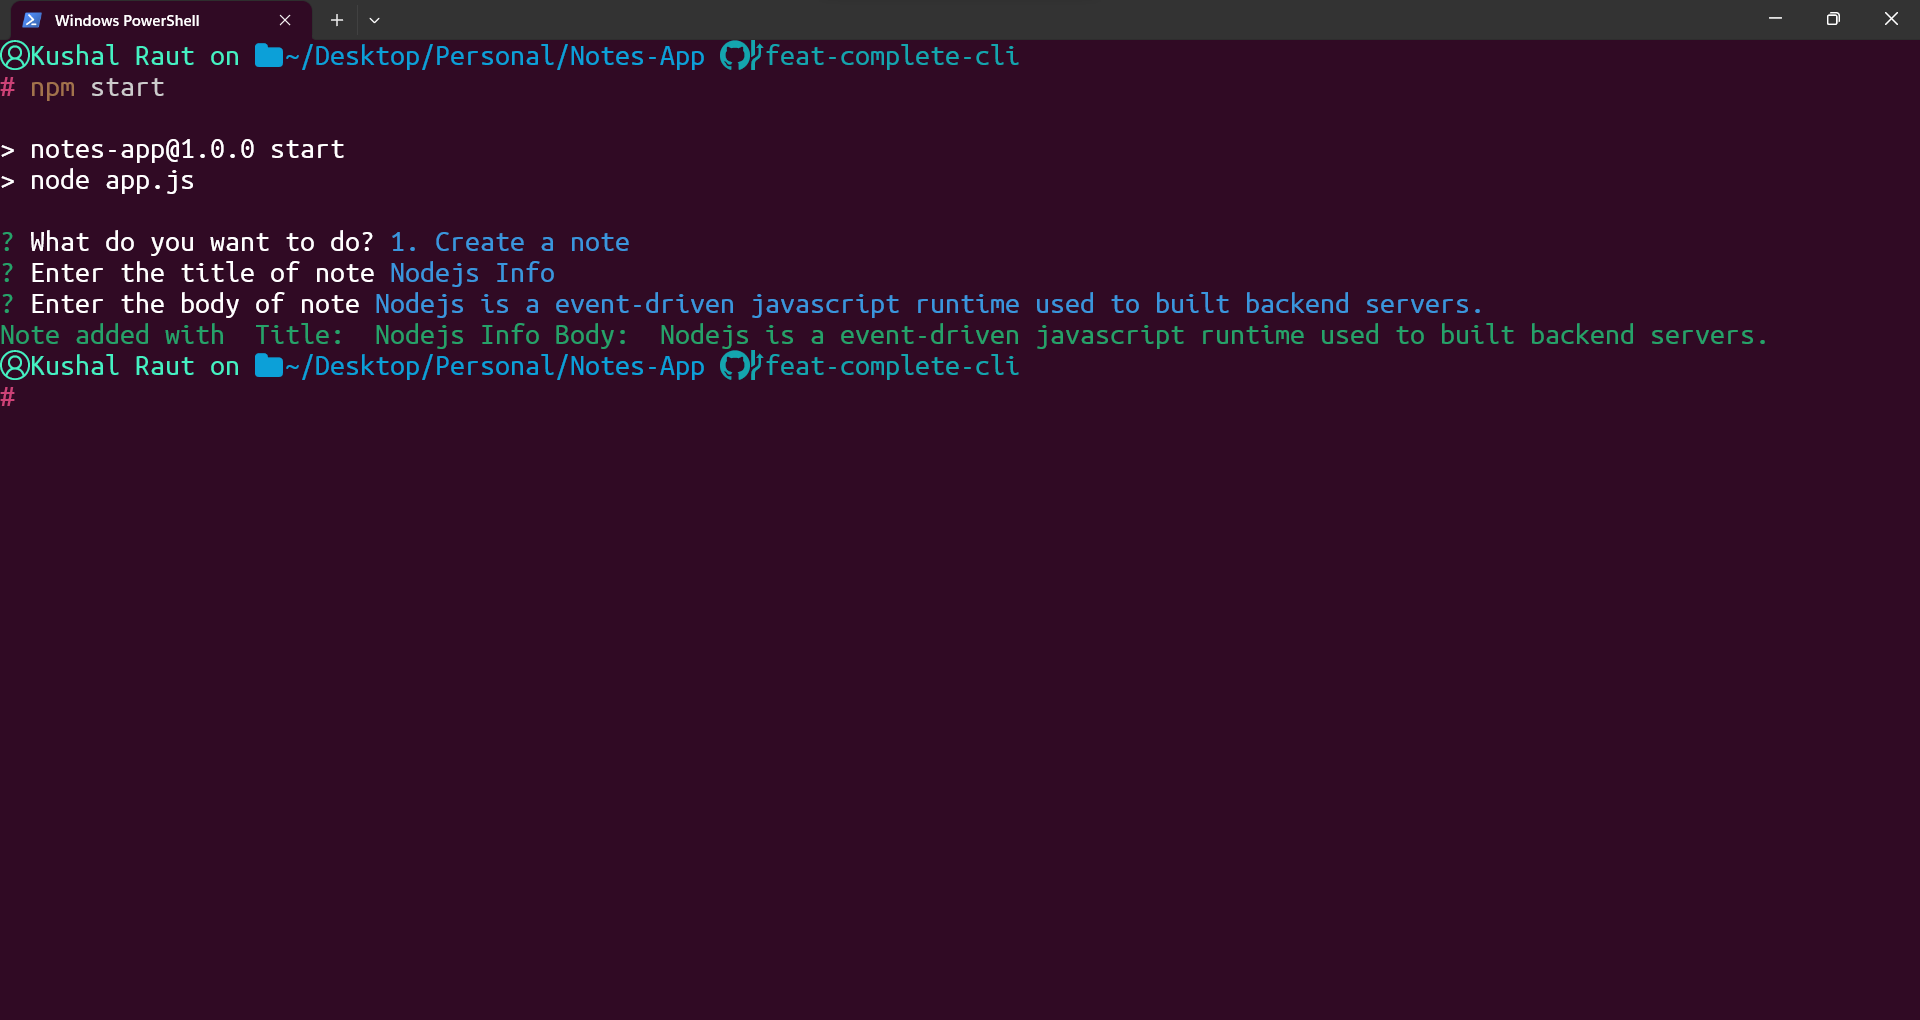 Windows PowerShell
Kushal Raut on ~/Desktop/Personal/Notes-App feat-complete-cli
# npm start
> notes-app@1.0.0 start
> node app.js
? What do you want to do? 1. Create a note
? Enter the title of note Nodejs Info
? Enter the body of note Nodejs is a event-driven javascript runtime used to built backend servers.
Note added with  Title:  Nodejs Info Body:  Nodejs is a event-driven javascript runtime used to built backend servers.
Kushal Raut on ~/Desktop/Personal/Notes-App feat-complete-cli
#